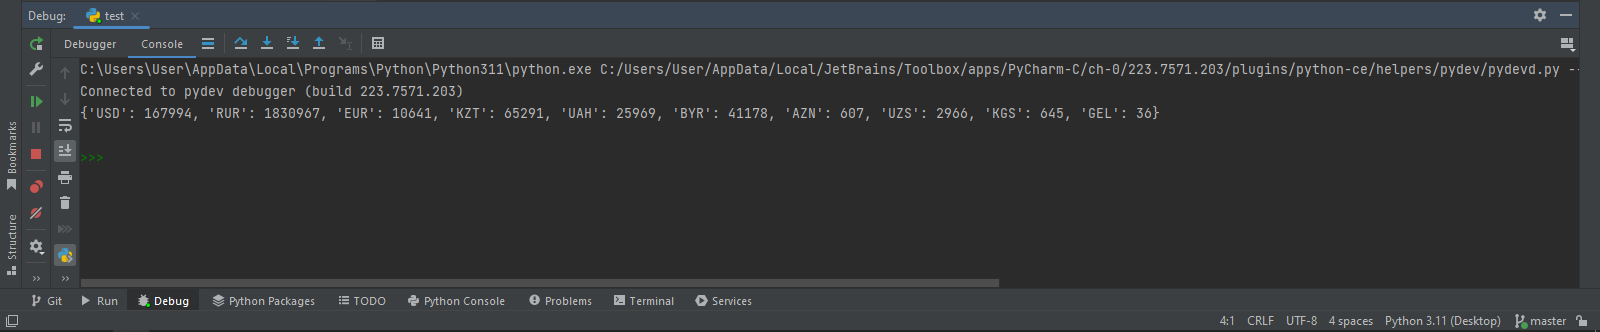 Debug: test
Debugger Console
C:\Users\User\AppData\Local\Programs\Python\Python311\python.exe C:/Users/User/AppData/Local/JetBrains/Toolbox/apps/PyCharm-C/ch-0/223.7571.203/plugins/python-ce/helpers/pydev/pydevd.py --
Connected to pydev debugger (build 223.7571.203)
{'USD': 167994, 'RUR': 1830967, 'EUR': 10641, 'KZT': 65291, 'UAH': 25969, 'BYR': 41178, 'AZN': 607, 'UZS': 2966, 'KGS': 645, 'GEL': 36}
>>>
Bookmarks
Structure
Git Run Debug Python Packages TODO Python Console Problems Terminal Services
4:1 CRLF UTF-8 4 spaces Python 3.11 (Desktop) master